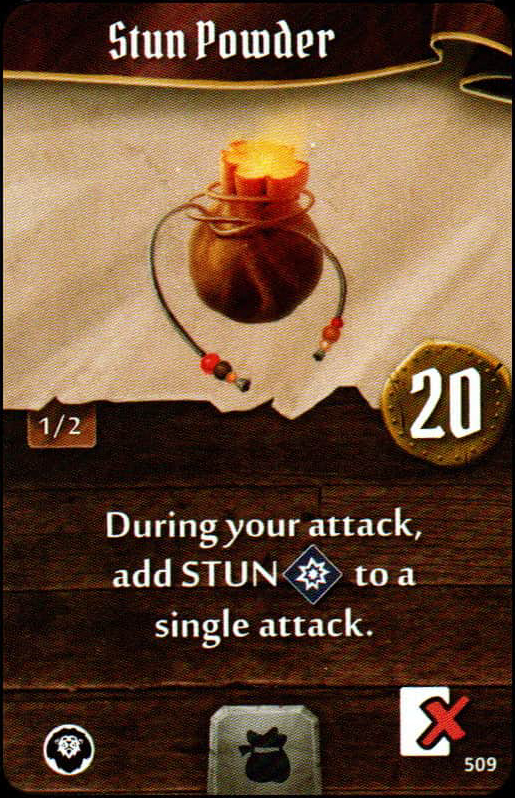 Stun Powder
20
1/2
During your attack,
add STUN to a
single attack.
509